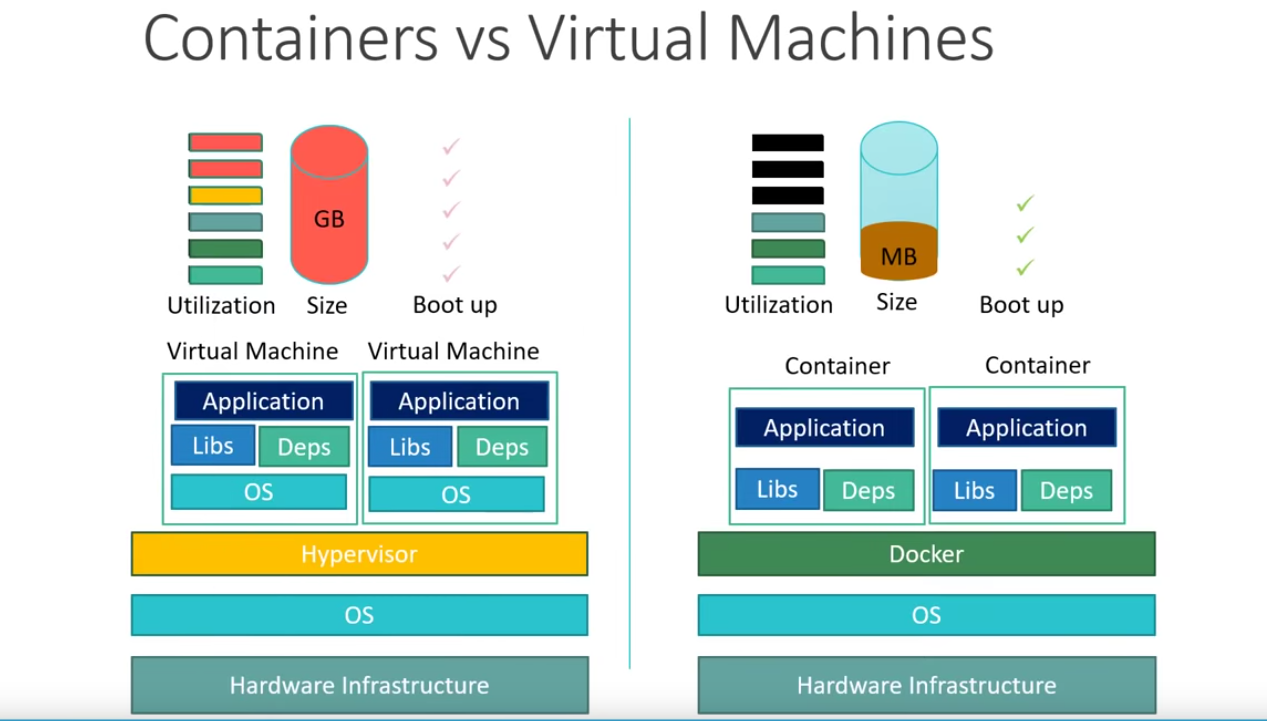 Containers vs Virtual Machines
GB
Utilization Size Boot up
Virtual Machine Virtual Machine
Application Application
Libs Deps Libs Deps
OS OS
Hypervisor
OS
Hardware Infrastructure
MB
Utilization Size Boot up
Container Container
Application Application
Libs Deps Libs Deps
Docker
OS
Hardware Infrastructure